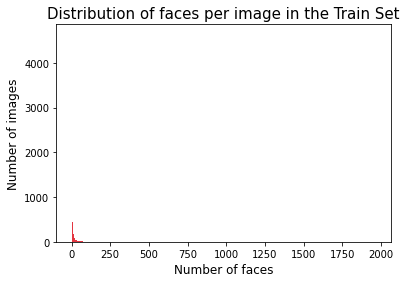 Distribution of faces per image in the Train Set
Number of images
4000
3000
2000
1000
0
0 250 500 750 1000 1250 1500 1750 2000
Number of faces